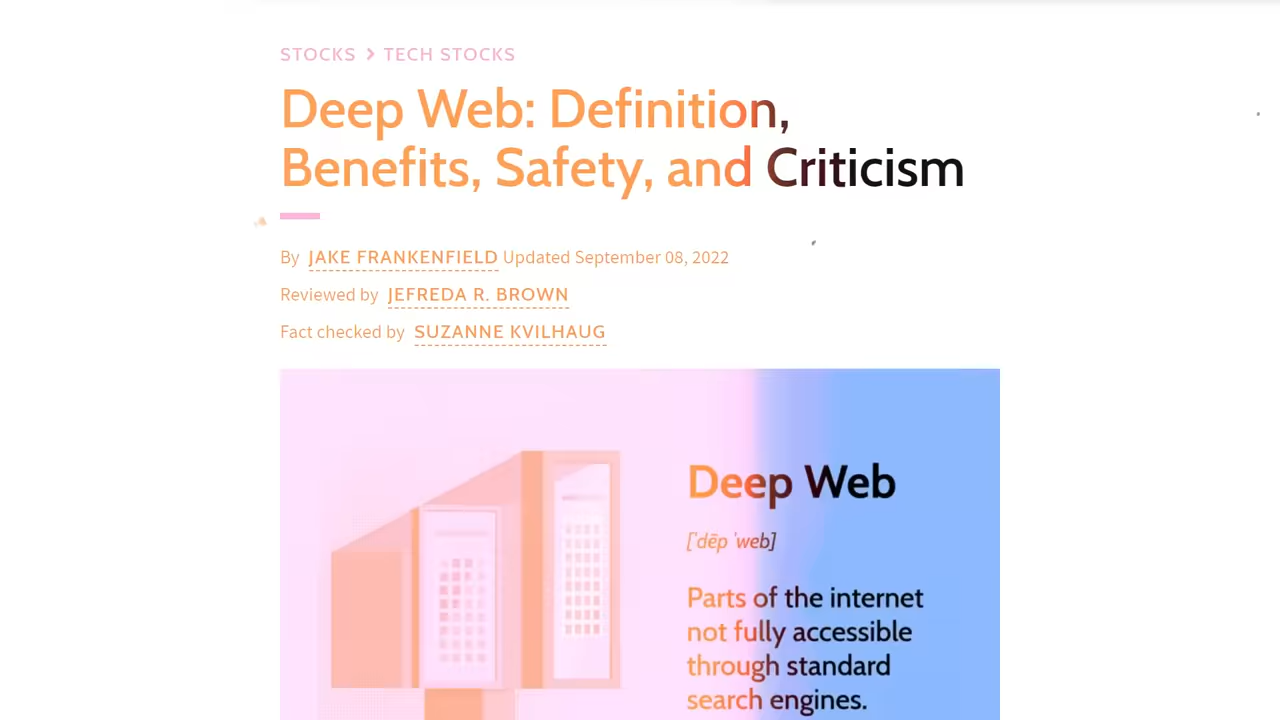 STOCKS > TECH STOCKS
Deep Web: Definition,
Benefits, Safety, and Criticism
By JAKE FRANKENFIELD Updated September 08, 2022
Reviewed by JEFREDA R. BROWN
Fact checked by SUZANNE KVILHAUG
Deep Web
['dēp 'web]
Parts of the internet
not fully accessible
through standard
search engines.